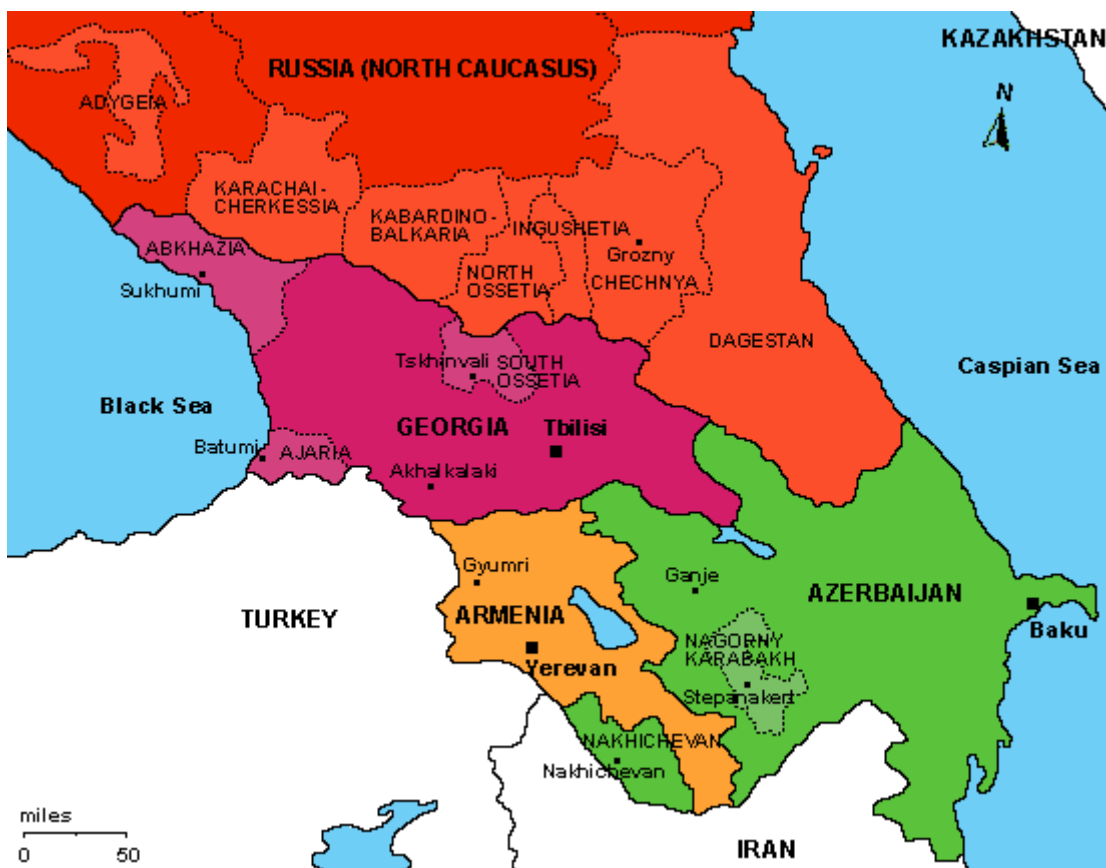 KAZAKHSTAN
RUSSIA (NORTH CAUCASUS)
N
ADYGEIA
KARACHAI-
CHERKESSIA
KABARDINO-
BALKARIA
INGUSHETIA
Grozny
CHECHNYA
NORTH
OSSETIA
ABKHAZIA
Sukhumi
DAGESTAN
Tskhinvali
SOUTH
OSSETIA
Caspian Sea
Black Sea
GEORGIA
Tbilisi
Batumi
AJARIA
Akhalkalaki
Gyumri
Ganje
AZERBAIJAN
TURKEY
ARMENIA
Yerevan
NAGORNY
KARABAKH
Baku
Stepanakert
NAKHICHEVAN
Nakhichevan
miles
0 50
IRAN